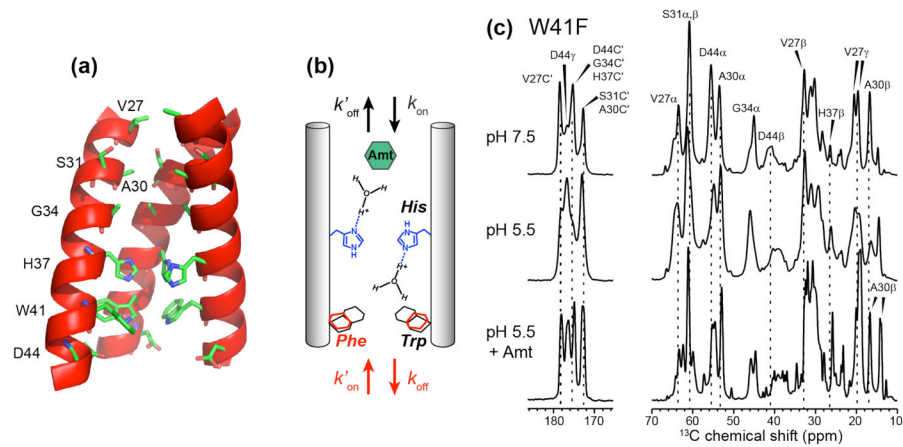 (a)
V27
S31
A30
G34
H37
W41
D44
(b)
k'off
kon
Amt
H
O
H
H+
His
N
N
H
H
N
N
H+
O
H
H
Phe
Trp
k'on
koff
(c)
W41F
V27C'
D44γ
D44C'
G34C'
H37C'
S31C'
A30C'
S31α,β
V27α
D44α
A30α
G34α
D44β
V27β
H37β
V27γ
A30β
pH 7.5
pH 5.5
A30β
pH 5.5
+ Amt
180 170
70 60 50 40 30 20 10
13C chemical shift (ppm)